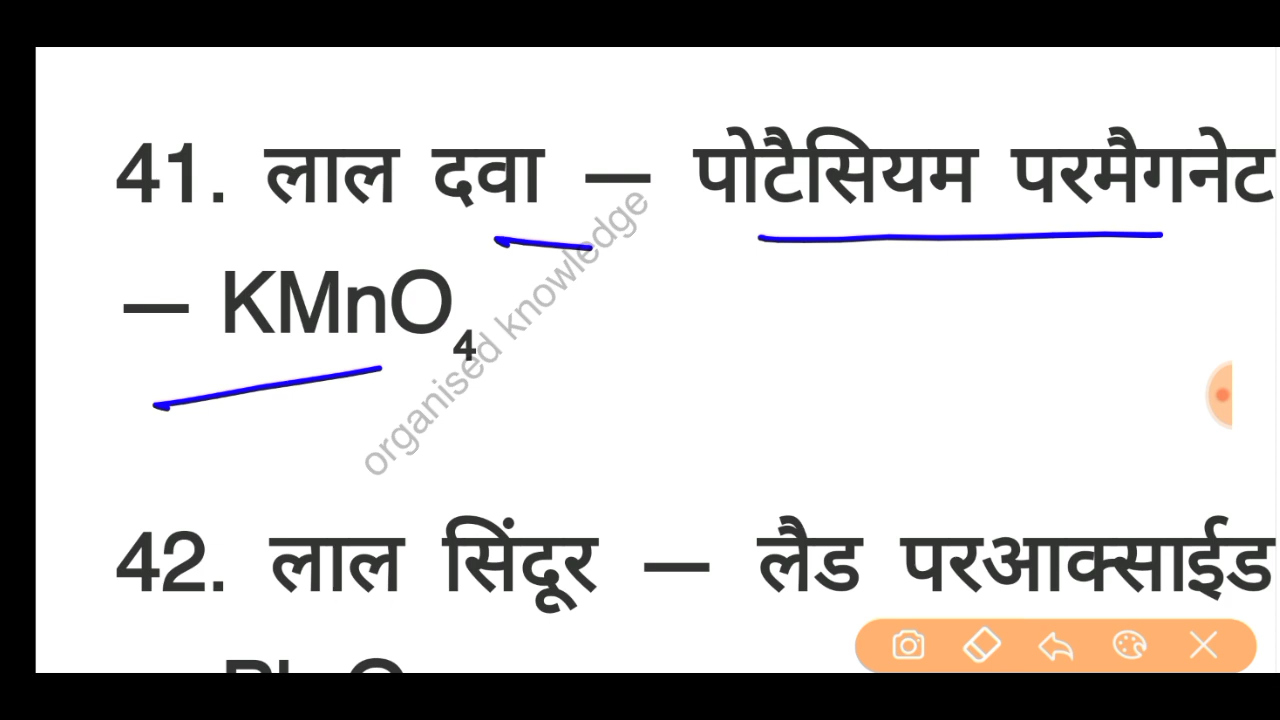 41. लाल दवा — पोटैसियम परमैगनेट
— KMnO₄
organised knowledge
42. लाल सिंदूर — लैड परआक्साईड